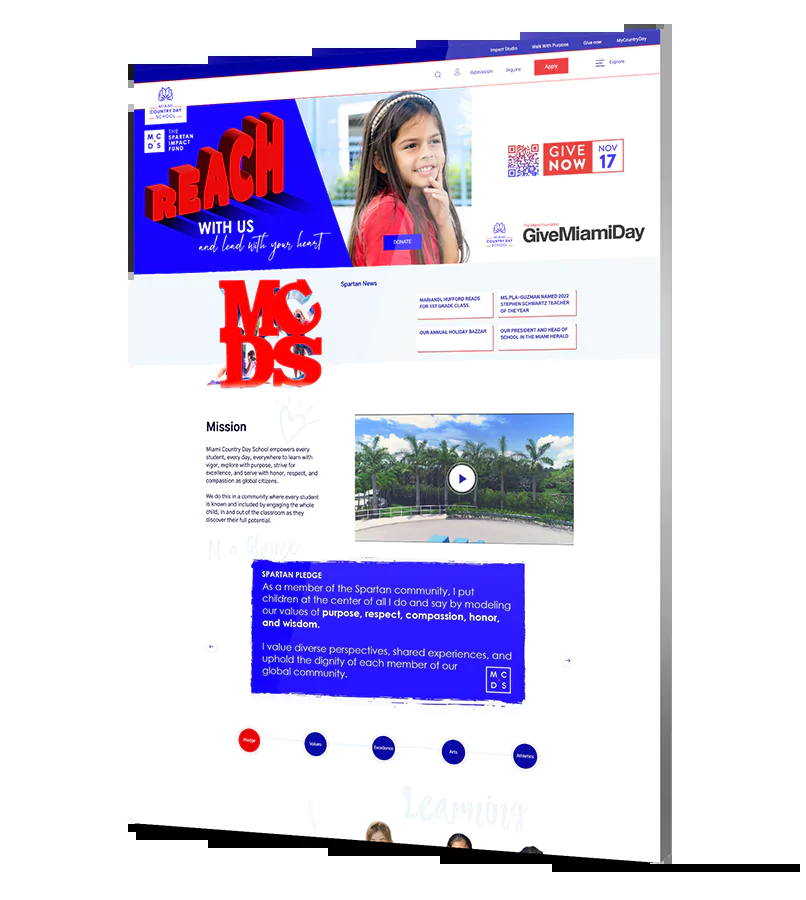 Impact Studio Walk With Purpose Give now MyCountryDay
Admission Inquire Apply Explore
MIAMI
COUNTRY DAY
SCHOOL
M C
D S
THE
SPARTAN
IMPACT
FUND
REACH
WITH US
and lead with your heart
DONATE
GIVE
NOW
NOV
17
MIAMI
COUNTRY DAY
SCHOOL
The Miami Foundation
GiveMiamiDay
MC
DS
Spartan News
MARIANDL HUFFORD READS
FOR 1ST GRADE CLASS.
MS.PLA-GUZMAN NAMED 2022
STEPHEN SCHWARTZ TEACHER
OF THE YEAR
OUR ANNUAL HOLIDAY BAZZAR
OUR PRESIDENT AND HEAD OF
SCHOOL IN THE MIAMI HERALD
Mission
Miami Country Day School empowers every
student, every day, everywhere to learn with
vigor, explore with purpose, strive for
excellence, and serve with honor, respect, and
compassion as global citizens.
We do this in a community where every student
is known and included by engaging the whole
child, in and out of the classroom as they
discover their full potential.
At a Glance
SPARTAN PLEDGE
As a member of the Spartan community, I put
children at the center of all I do and say by modeling
our values of purpose, respect, compassion, honor,
and wisdom.
I value diverse perspectives, shared experiences, and
uphold the dignity of each member of our
global community.
M C
D S
Pledge Values Excellence Arts Athletics
Learning